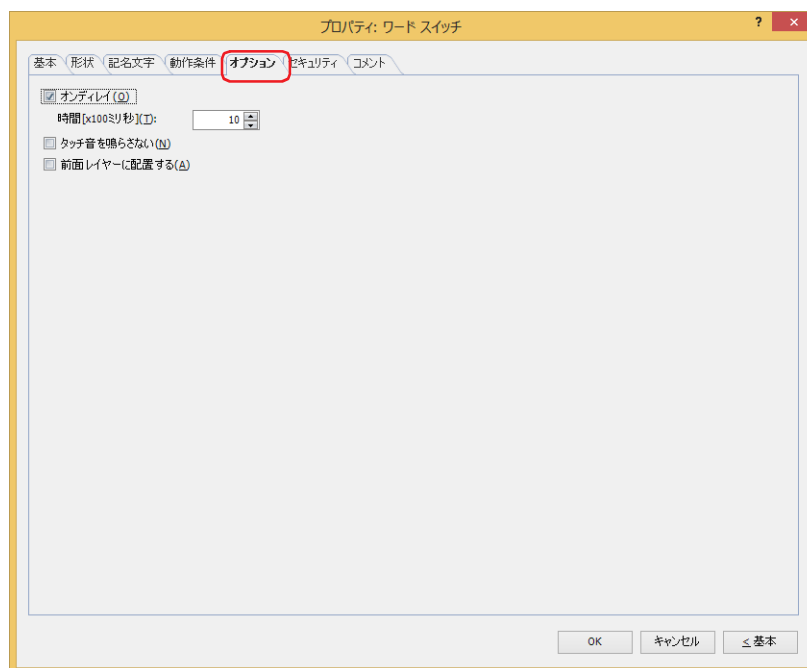 プロパティ: ワード スイッチ
? ×
基本 形状 記名文字 動作条件 オプション セキュリティ コメント
オンディレイ(O)
時間[x100ミリ秒](T): 10
タッチ音を鳴らさない(N)
前面レイヤーに配置する(A)
OK キャンセル < 基本